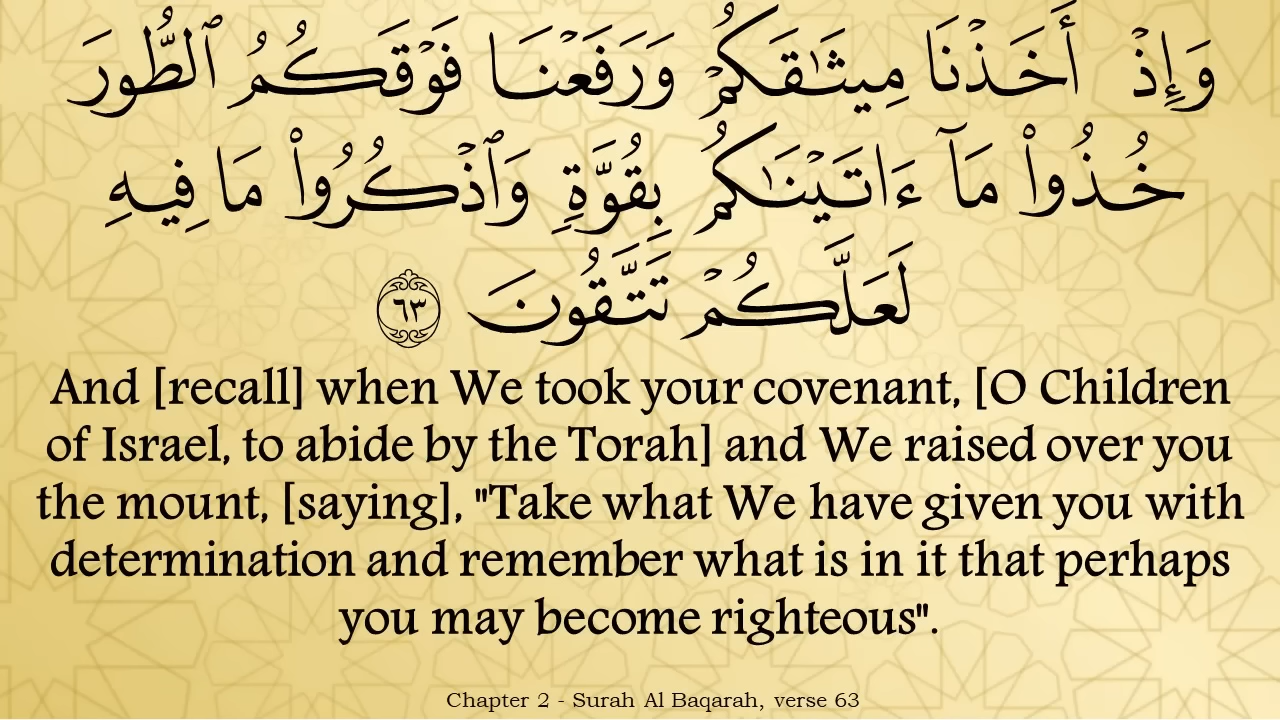 وَإِذْ أَخَذْنَا مِيثَـٰقَكُمْ وَرَفَعْنَا فَوْقَكُمُ ٱلطُّورَ
خُذُوا۟ مَآ ءَاتَيْنَـٰكُم بِقُوَّةٍ وَٱذْكُرُوا۟ مَا فِيهِ
لَعَلَّكُمْ تَتَّقُونَ ٦٣
And [recall] when We took your covenant, [O Children
of Israel, to abide by the Torah] and We raised over you
the mount, [saying], "Take what We have given you with
determination and remember what is in it that perhaps
you may become righteous".
Chapter 2 - Surah Al Baqarah, verse 63